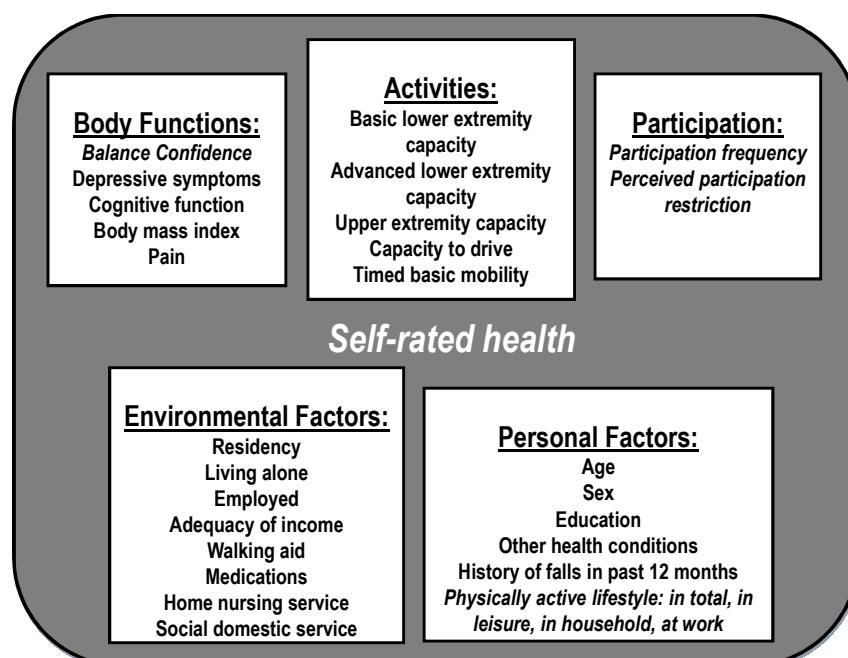 Body Functions:
Balance Confidence
Depressive symptoms
Cognitive function
Body mass index
Pain
Activities:
Basic lower extremity
capacity
Advanced lower extremity
capacity
Upper extremity capacity
Capacity to drive
Timed basic mobility
Participation:
Participation frequency
Perceived participation
restriction
Self-rated health
Environmental Factors:
Residency
Living alone
Employed
Adequacy of income
Walking aid
Medications
Home nursing service
Social domestic service
Personal Factors:
Age
Sex
Education
Other health conditions
History of falls in past 12 months
Physically active lifestyle: in total, in
leisure, in household, at work